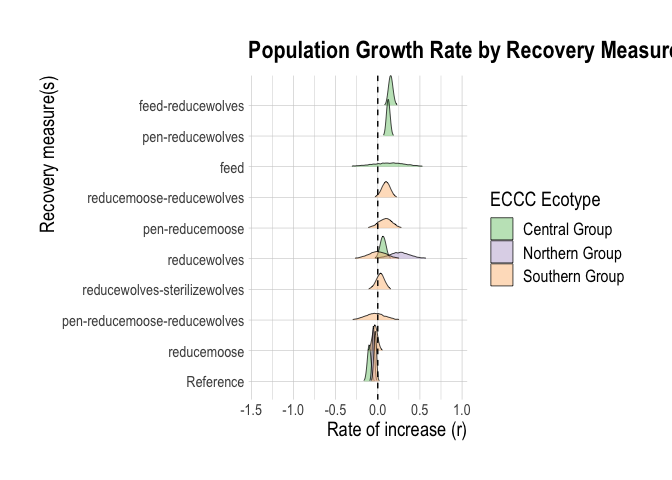 Population Growth Rate by Recovery Measure
Recovery measure(s)
feed-reducewolves
pen-reducewolves
feed
reducemoose-reducewolves
pen-reducemoose
reducewolves
reducewolves-sterilizewolves
pen-reducemoose-reducewolves
reducemoose
Reference
-1.5 -1.0 -0.5 0.0 0.5 1.0
Rate of increase (r)
ECCC Ecotype
Central Group
Northern Group
Southern Group